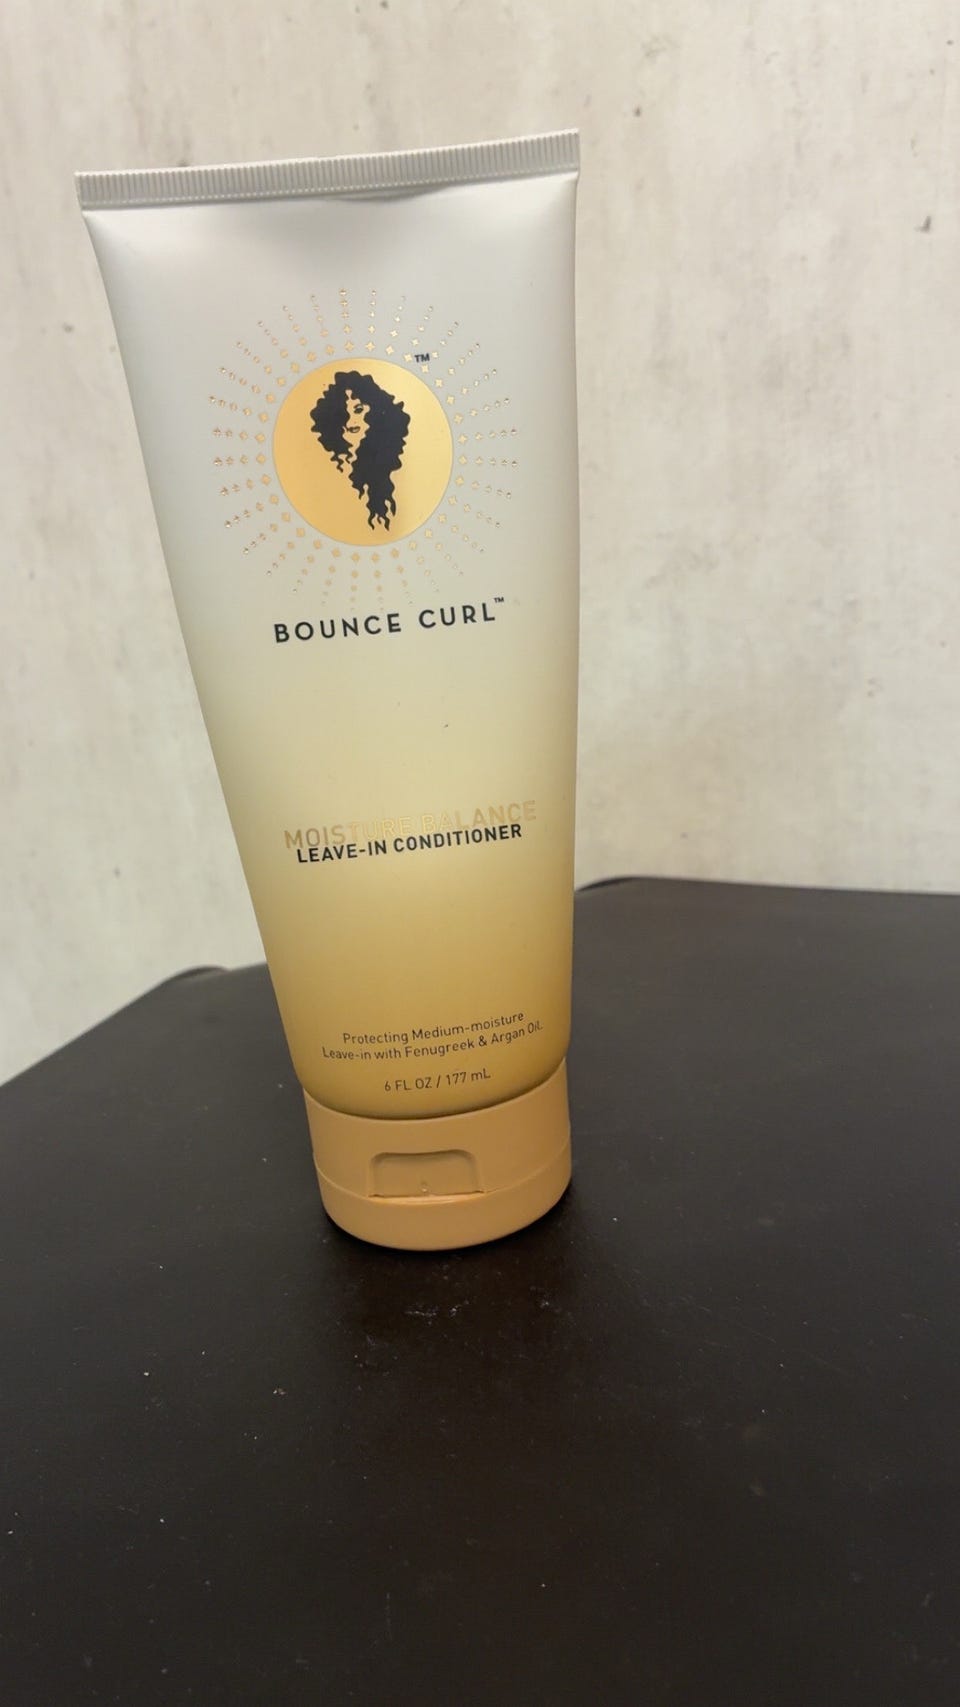 TM
BOUNCE CURL™
MOISTURE BALANCE
LEAVE-IN CONDITIONER
Protecting Medium-moisture
Leave-in with Fenugreek & Argan Oil.
6 FL OZ / 177 mL